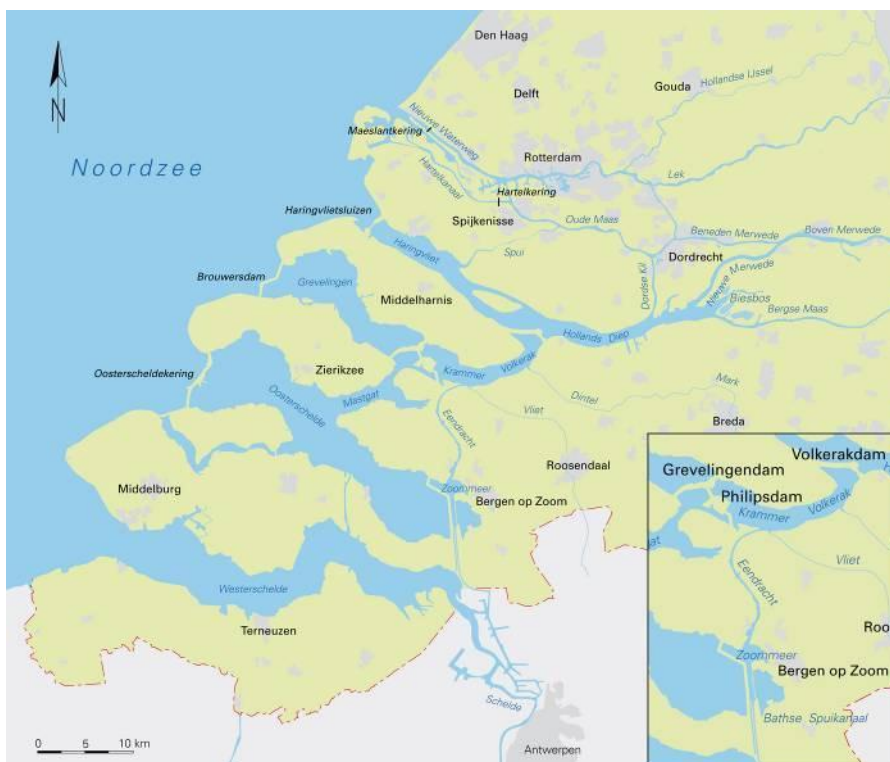 Den Haag
Gouda
Hollandse IJssel
Delft
N
Nieuwe Waterweg
Maeslantkering
Rotterdam
Noordzee
Lek
Hartelkanaal
Hartelkering
Haringvlietsluizen
Spijkenisse
Oude Maas
Beneden Merwede
Boven Merwede
Haringvliet
Spui
Dordrecht
Dordse Kil
Nieuwe Merwede
Brouwersdam
Grevelingen
Middelharnis
Biesbos
Bergse Maas
Hollands Diep
Oosterscheldekering
Zierikzee
Krammer
Volkerak
Mastgat
Oosterschelde
Dintel
Mark
Eendracht
Vliet
Breda
Middelburg
Roosendaal
Zoommeer
Bergen op Zoom
Westerschelde
Terneuzen
Schelde
Antwerpen
0 5 10 km
Volkerakdam
Grevelingendam
Philipsdam
Krammer
Volkerak
gat
Vliet
Eendracht
Roo
Zoommeer
Bergen op Zoom
Bathse Spuikanaal